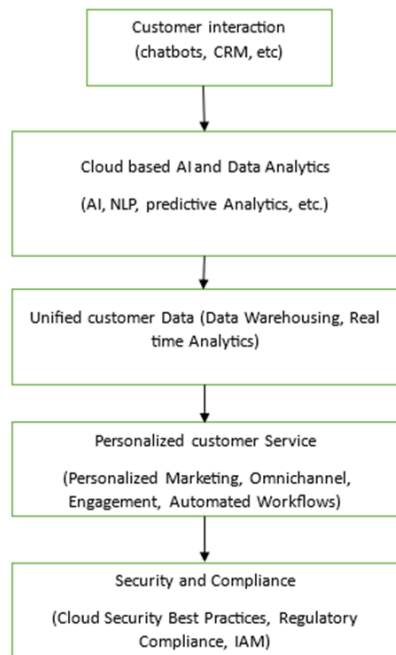 Customer interaction
(chatbots, CRM, etc)
Cloud based AI and Data Analytics
(AI, NLP, predictive Analytics, etc.)
Unified customer Data (Data Warehousing, Real
time Analytics)
Personalized customer Service
(Personalized Marketing, Omnichannel,
Engagement, Automated Workflows)
Security and Compliance
(Cloud Security Best Practices, Regulatory
Compliance, IAM)